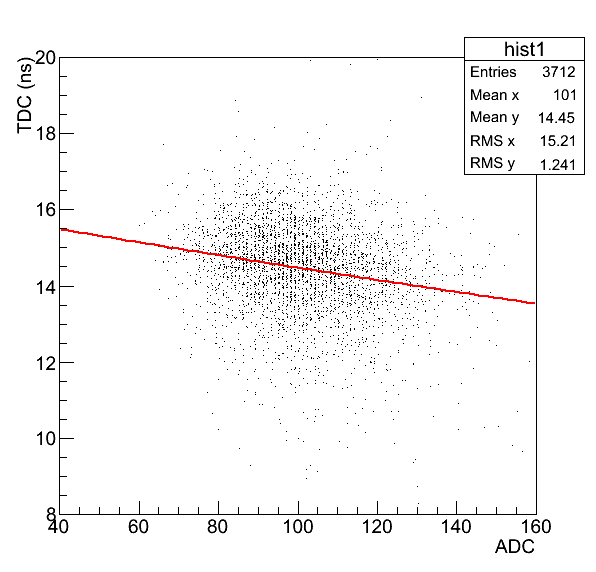 hist1
Entries 3712
Mean x 101
Mean y 14.45
RMS x 15.21
RMS y 1.241
TDC (ns)
20
18
16
14
12
10
8
40 60 80 100 120 140 160
ADC